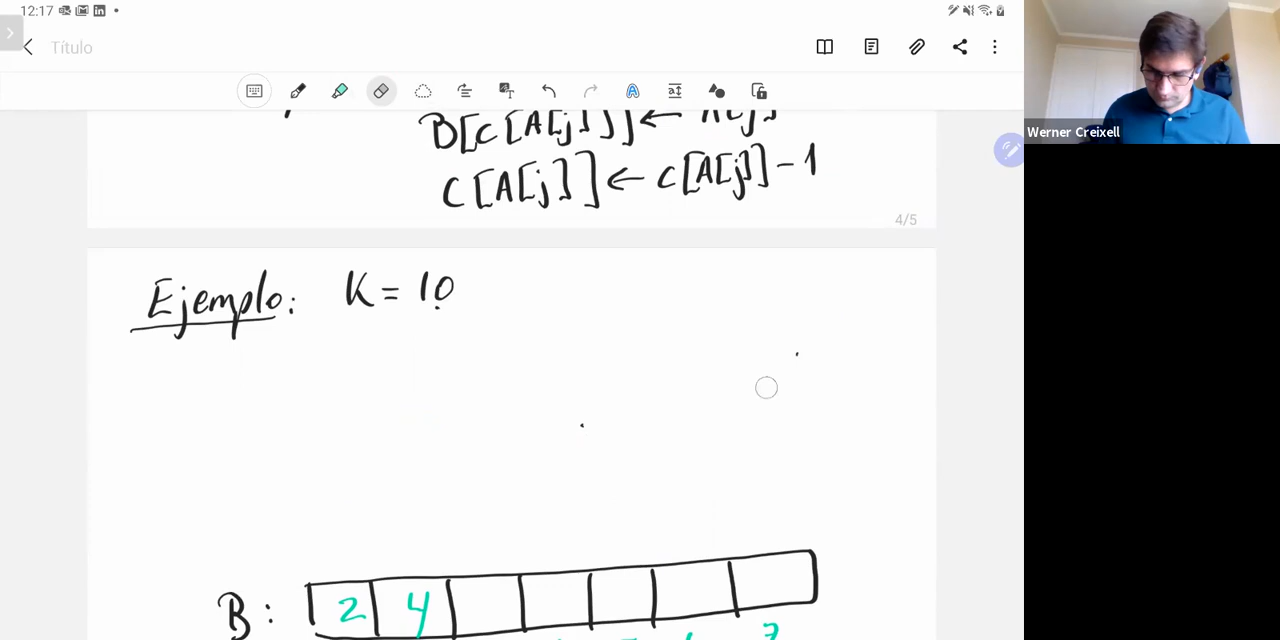 12:17
Título
Werner Creixell
B[C[A[j]]] ← A[j]
C[A[j]] ← C[A[j]] - 1
4/5
Ejemplo: K = 10
B: 2 4